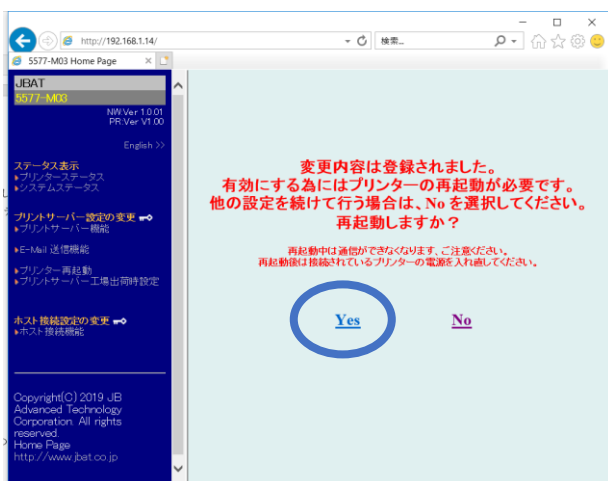 http://192.168.1.14/
検索...
5577-M03 Home Page
JBAT
5577-M03
NW.Ver 1.0.01
PR.Ver V1.00
English >>
ステータス表示
プリンターステータス
システムステータス
プリントサーバー設定の変更
プリントサーバー機能
E-Mail 送信機能
プリンター再起動
プリントサーバー工場出荷時設定
ホスト接続設定の変更
ホスト接続機能
Copyright(C) 2019 JB
Advanced Technology
Corporation. All rights
reserved.
Home Page
http://www.jbat.co.jp
変更内容は登録されました。
有効にする為にはプリンターの再起動が必要です。
他の設定を続けて行う場合は、No を選択してください。
再起動しますか？
再起動中は通信ができなくなります、ご注意ください。
再起動後は接続されているプリンターの電源を入れ直してください。
Yes
No